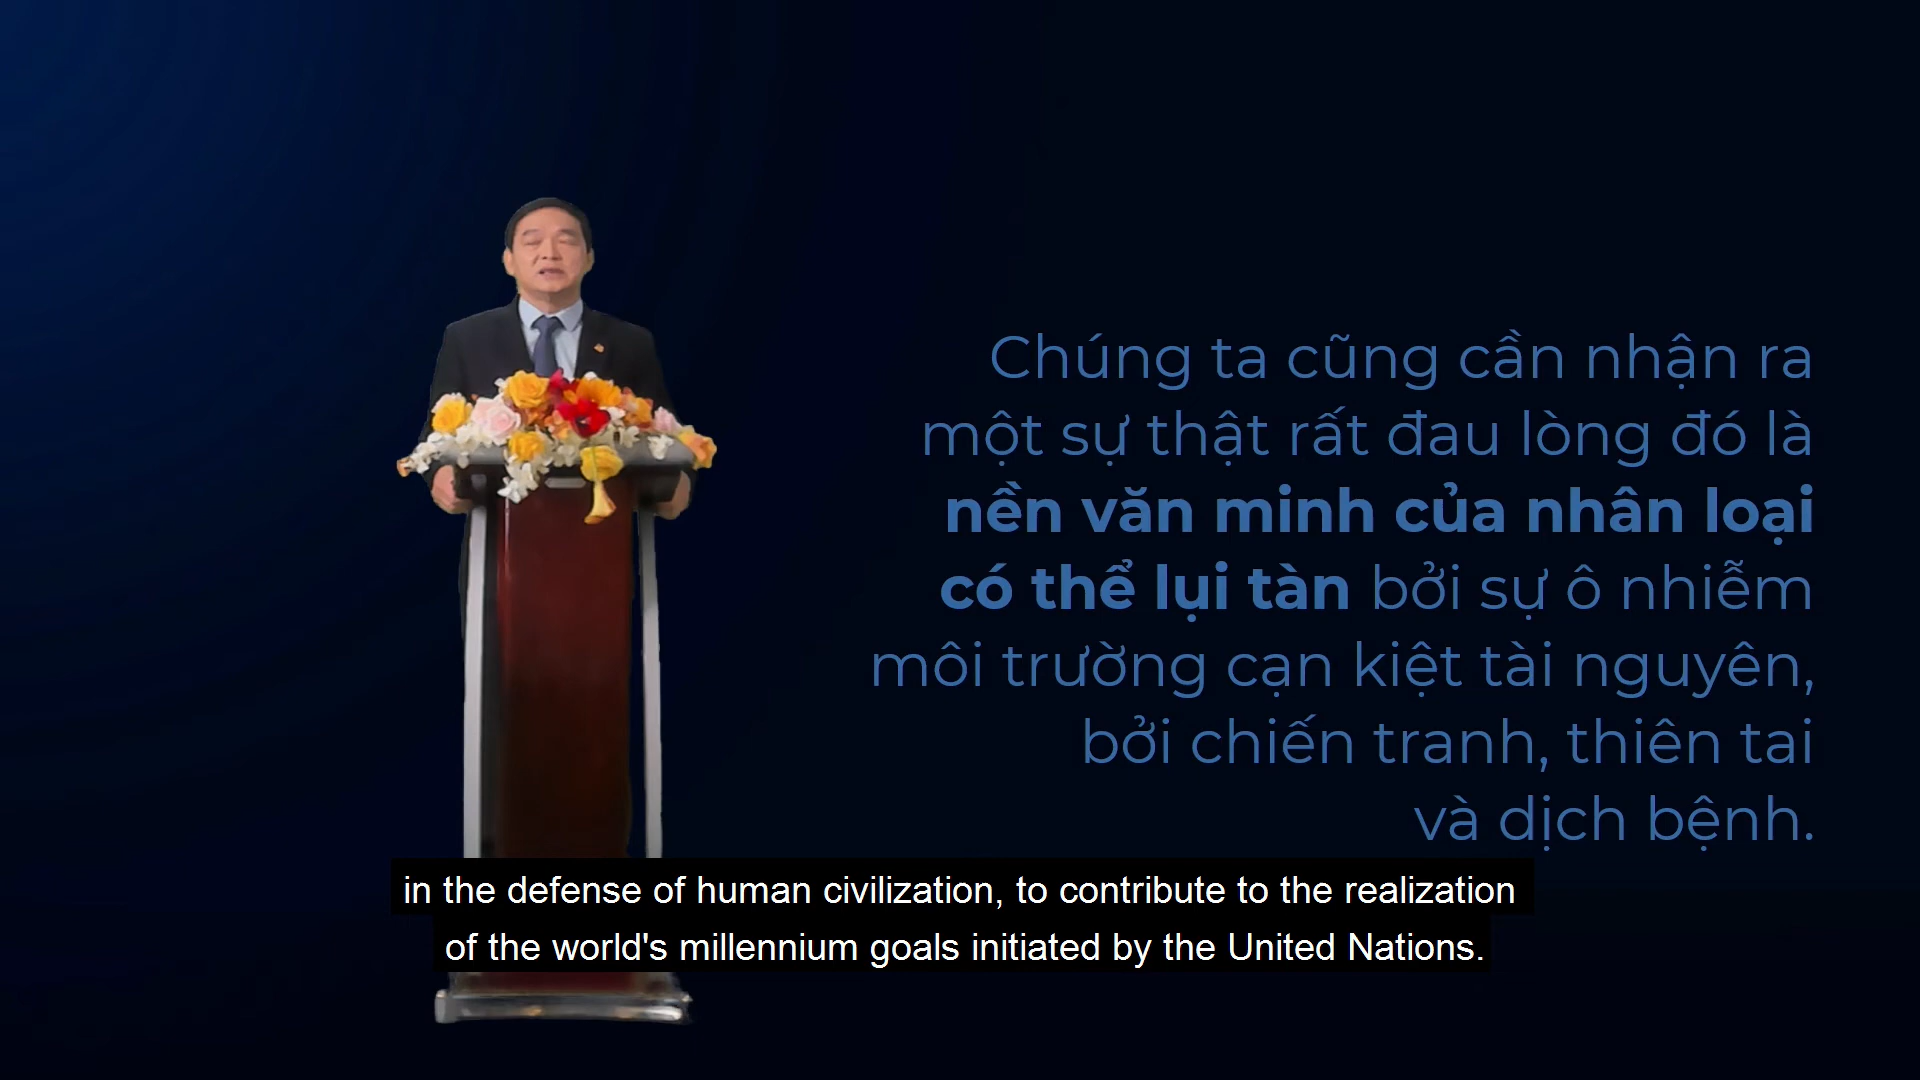 Chúng ta cũng cần nhận ra
một sự thật rất đau lòng đó là
nền văn minh của nhân loại
có thể lụi tàn bởi sự ô nhiễm
môi trường cạn kiệt tài nguyên,
bởi chiến tranh, thiên tai
và dịch bệnh.
in the defense of human civilization, to contribute to the realization
of the world's millennium goals initiated by the United Nations.